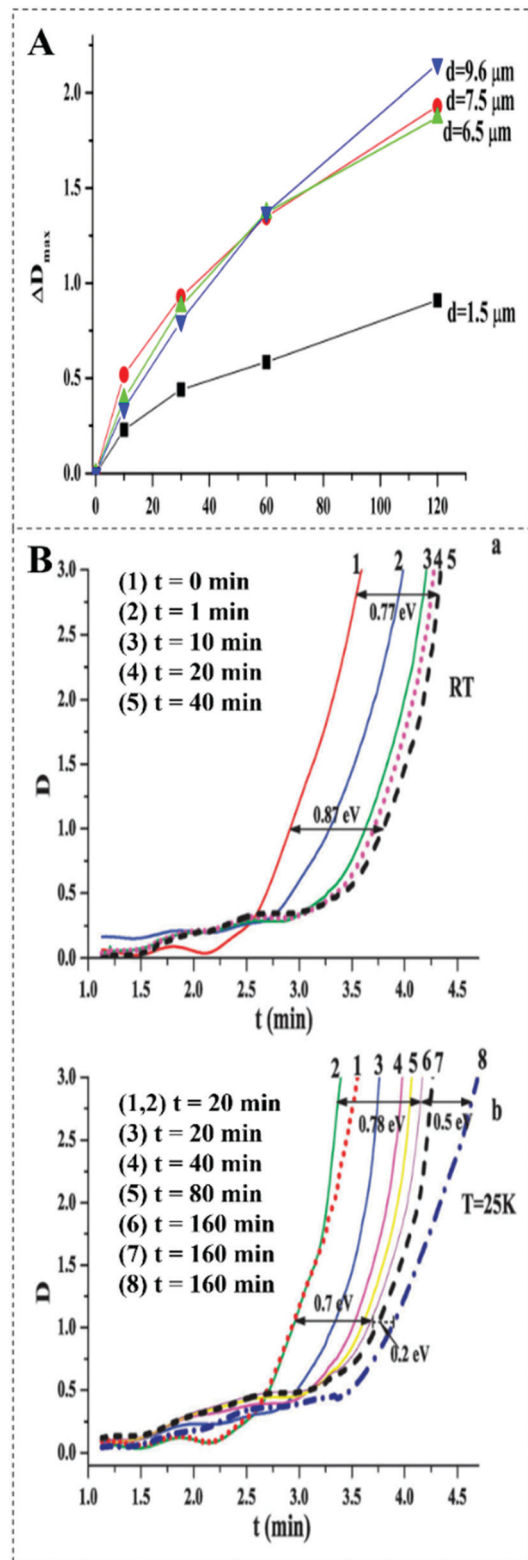 A
ΔD max
2.0
1.5
1.0
0.5
0.0
0 20 40 60 80 100 120
d=9.6 μm
d=7.5 μm
d=6.5 μm
d=1.5 μm
B
a
(1) t = 0 min
(2) t = 1 min
(3) t = 10 min
(4) t = 20 min
(5) t = 40 min
1 2 3 4 5
0.77 eV
RT
0.87 eV
D
3.0
2.5
2.0
1.5
1.0
0.5
0.0
1.0 1.5 2.0 2.5 3.0 3.5 4.0 4.5
t (min)
b
(1,2) t = 20 min
(3) t = 20 min
(4) t = 40 min
(5) t = 80 min
(6) t = 160 min
(7) t = 160 min
(8) t = 160 min
2 1 3 4 5 6 7 8
0.78 eV
0.5 eV
T=25K
0.7 eV
0.2 eV
D
3.0
2.5
2.0
1.5
1.0
0.5
0.0
1.0 1.5 2.0 2.5 3.0 3.5 4.0 4.5
t (min)